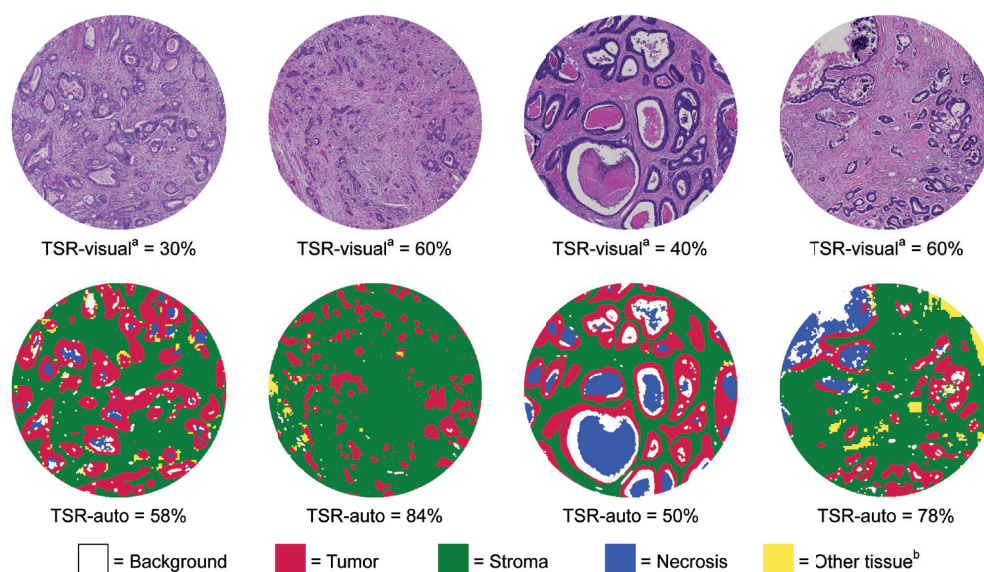 TSR-visualᵃ = 30% TSR-visualᵃ = 60% TSR-visualᵃ = 40% TSR-visualᵃ = 60%
TSR-auto = 58% TSR-auto = 84% TSR-auto = 50% TSR-auto = 78%
= Background = Tumor = Stroma = Necrosis = Other tissueᵇ